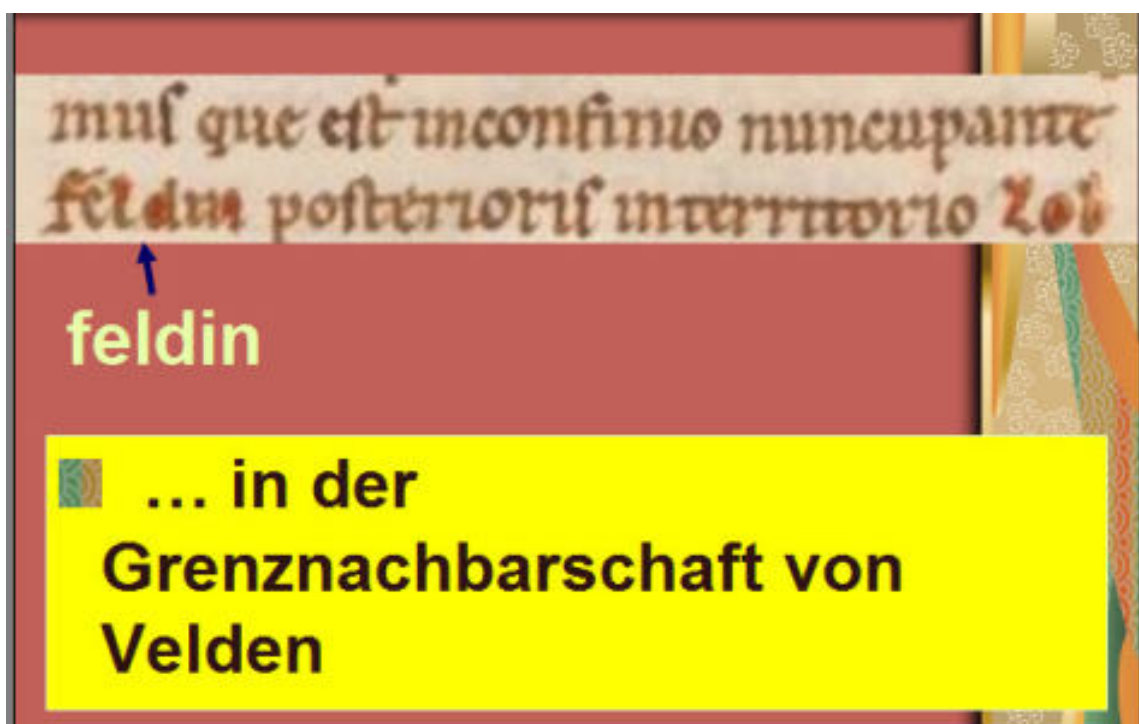 muſ que eſt inconfinio nuncupante
feldin poſterioriſ interritorio
feldin
… in der
Grenznachbarschaft von
Velden